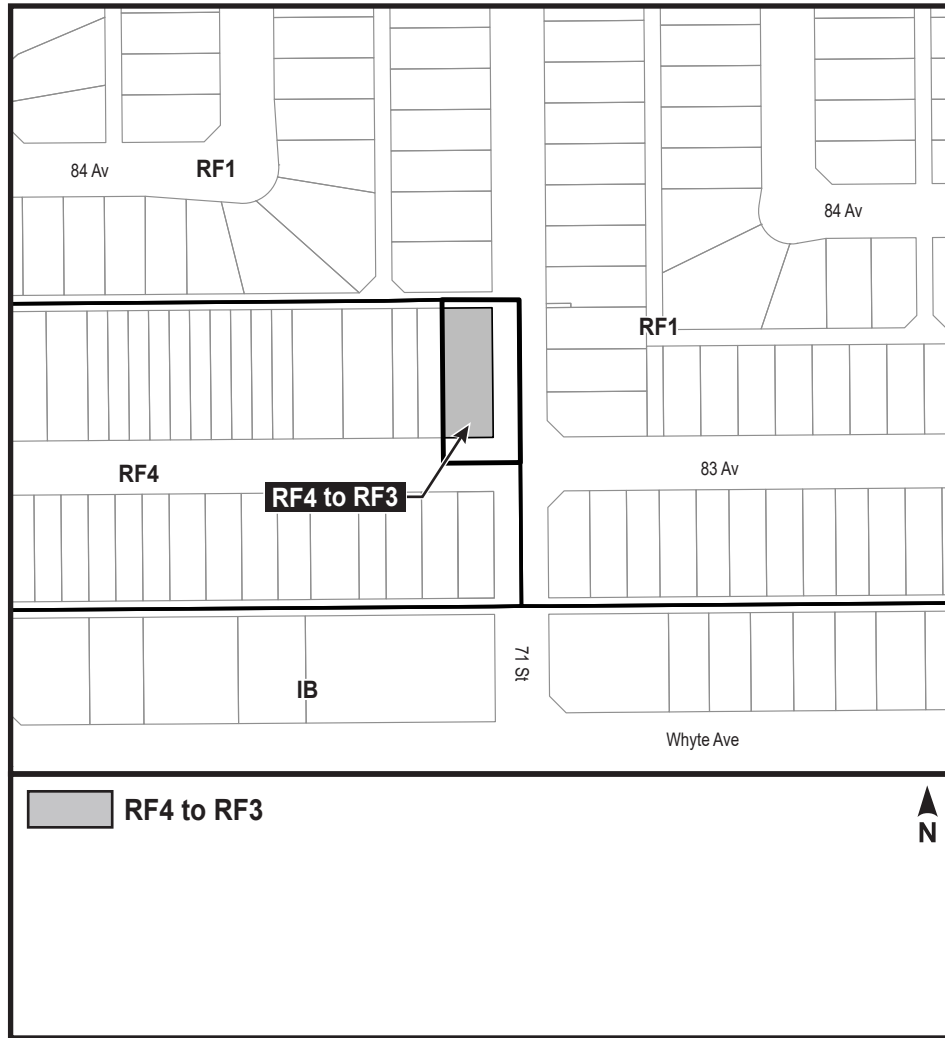 84 Av
RF1
84 Av
RF1
RF4
83 Av
RF4 to RF3
71 St
IB
Whyte Ave
RF4 to RF3
N